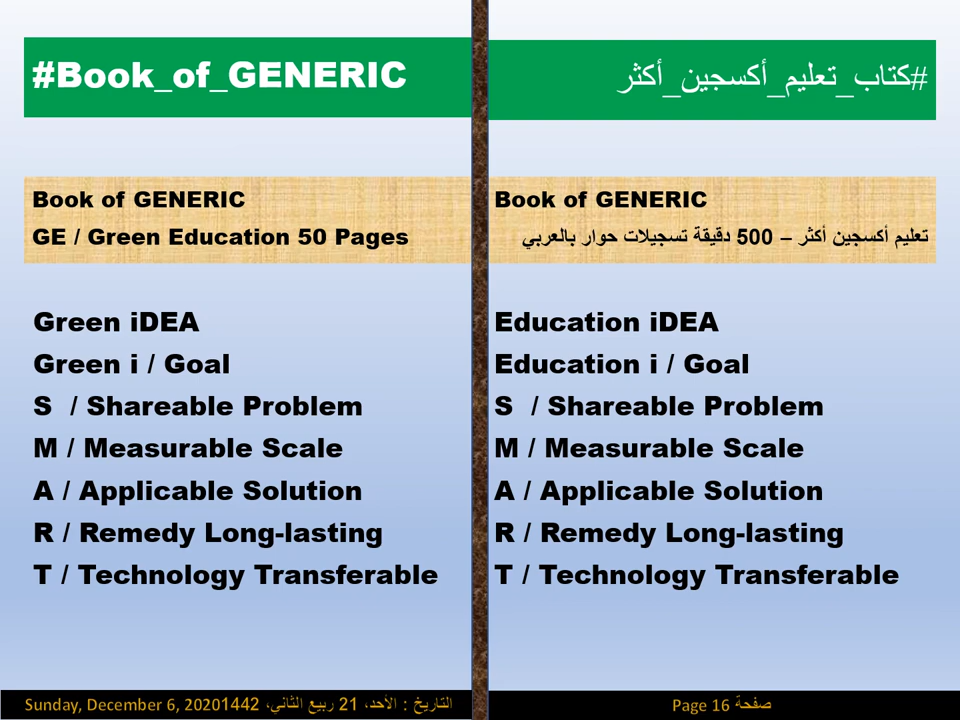 #Book_of_GENERIC
Book of GENERIC
GE / Green Education 50 Pages
Green iDEA
Green i / Goal
S / Shareable Problem
M / Measurable Scale
A / Applicable Solution
R / Remedy Long-lasting
T / Technology Transferable
#كتاب_تعليم_أكسجين_أكثر
Book of GENERIC
تعليم أكسجين أكثر – 500 دقيقة تسجيلات حوار بالعربي
Education iDEA
Education i / Goal
S / Shareable Problem
M / Measurable Scale
A / Applicable Solution
R / Remedy Long-lasting
T / Technology Transferable
Sunday, December 6, 2020التاريخ : الأحد، 21 ربيع الثاني، 1442
Page 16 صفحة